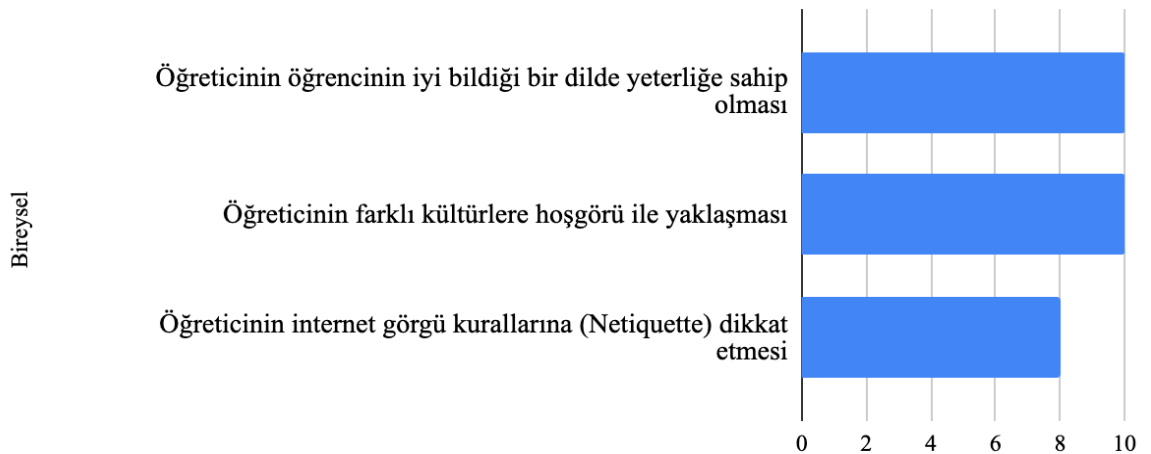 Öğreticinin öğrencinin iyi bildiği bir dilde yeterliğe sahip
olması
Öğreticinin farklı kültürlere hoşgörü ile yaklaşması
Bireysel
Öğreticinin internet görgü kurallarına (Netiquette) dikkat
etmesi
0 2 4 6 8 10